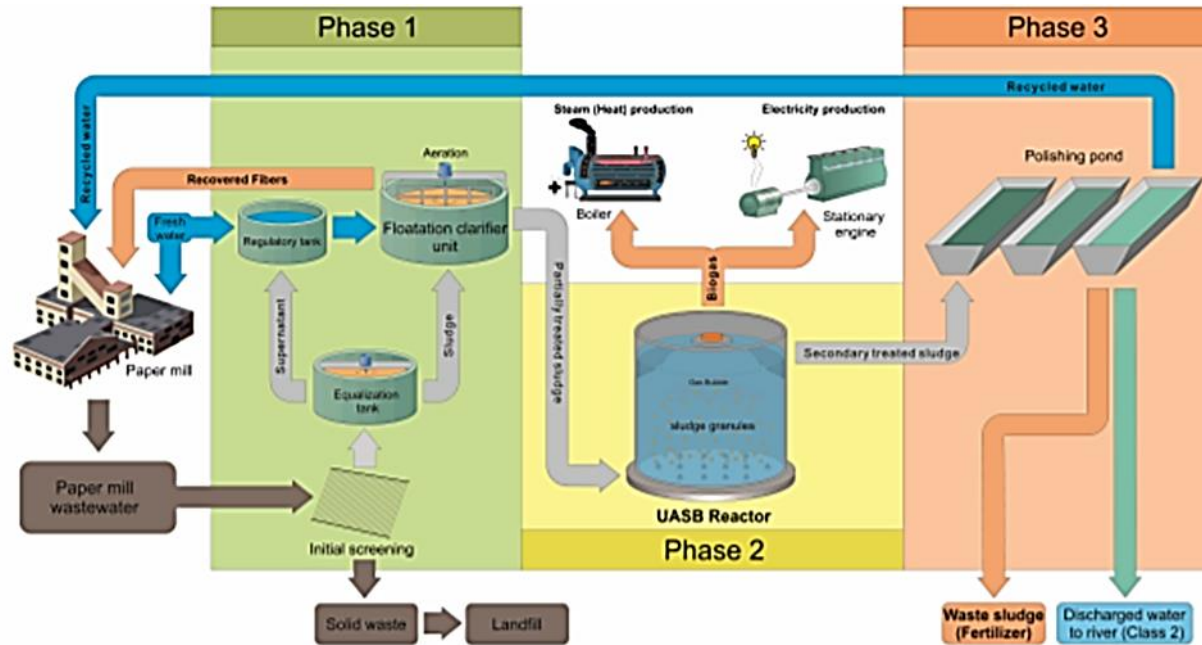 Phase 1
Phase 3
Recycled water
Steam (Heat) production
Electricity production
Recycled water
Aeration
Polishing pond
Recovered Fibers
Boiler
Stationary
engine
Fresh
water
Regulatory tank
Floatation clarifier
unit
Biogas
Partially treated sludge
Supernatant
Sludge
Paper mill
Secondary treated sludge
Gas Bubble
Equalization
tank
sludge granules
Paper mill
wastewater
UASB Reactor
Initial screening
Phase 2
Solid waste
Landfill
Waste sludge
(Fertilizer)
Discharged water
to river (Class 2)